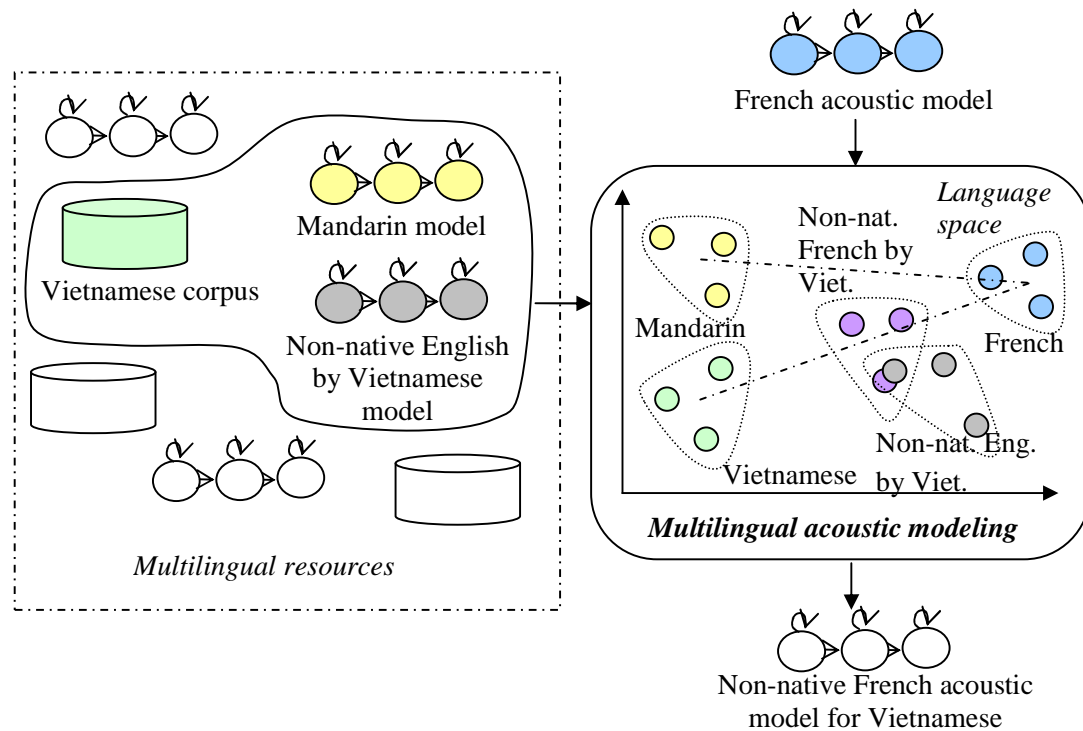 French acoustic model
Mandarin model
Vietnamese corpus
Non-native English
by Vietnamese
model
Multilingual resources
Language
space
Non-nat.
French by
Viet.
Mandarin
French
Non-nat. Eng.
by Viet.
Vietnamese
Multilingual acoustic modeling
Non-native French acoustic
model for Vietnamese